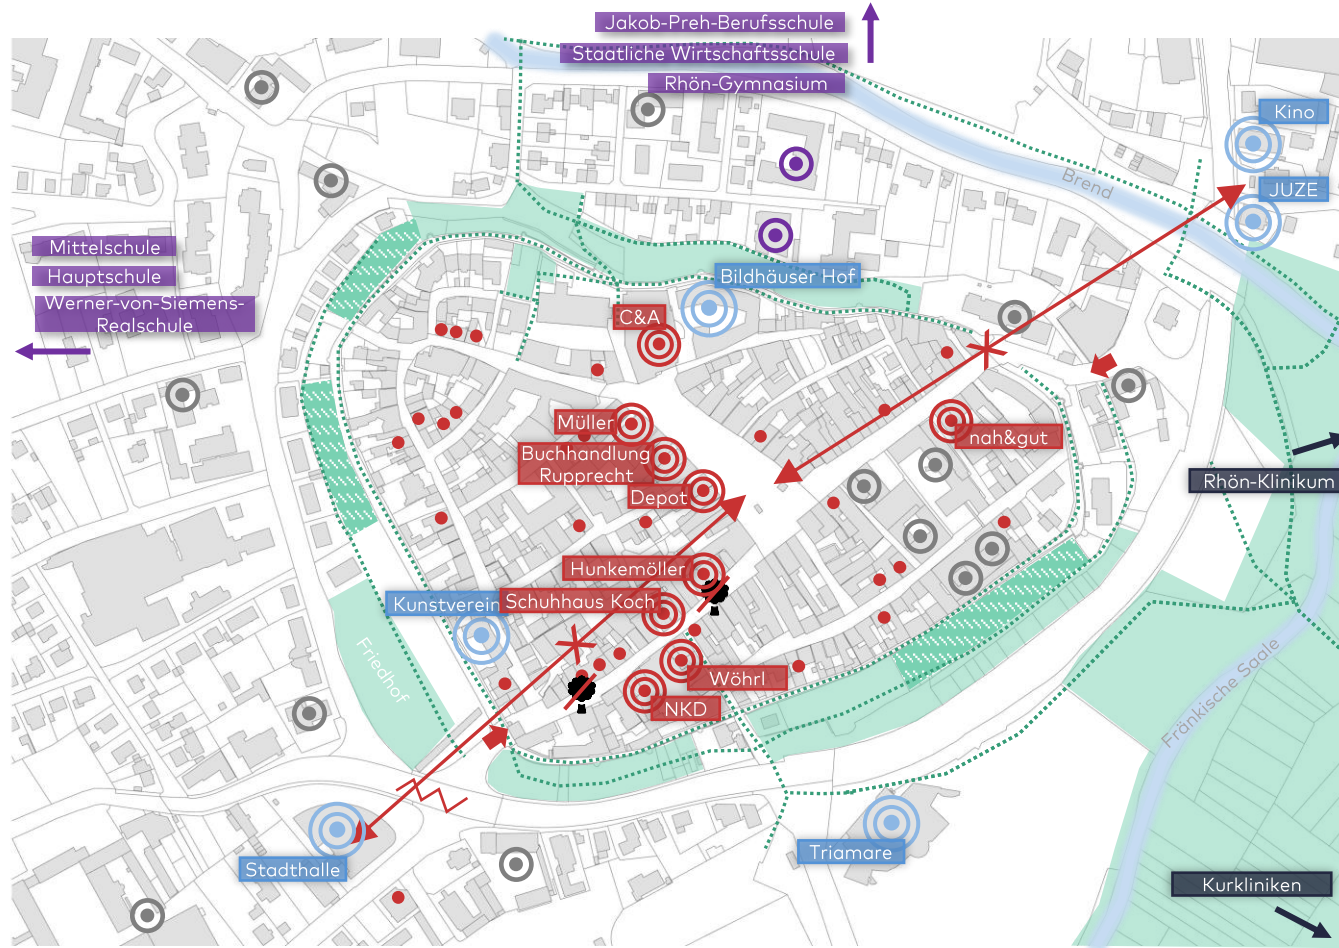 Jakob-Preh-Berufsschule
Staatliche Wirtschaftsschule
Rhön-Gymnasium
Kino
Brend
JUZE
Mittelschule
Hauptschule
Werner-von-Siemens-
Realschule
Bildhäuser Hof
C&A
Müller
nah&gut
Buchhandlung
Rupprecht
Depot
Rhön-Klinikum
Hunkemöller
Kunstverein
Schuhhaus Koch
Friedhof
Wöhrl
NKD
Fränkische Saale
Triamare
Stadthalle
Kurkliniken